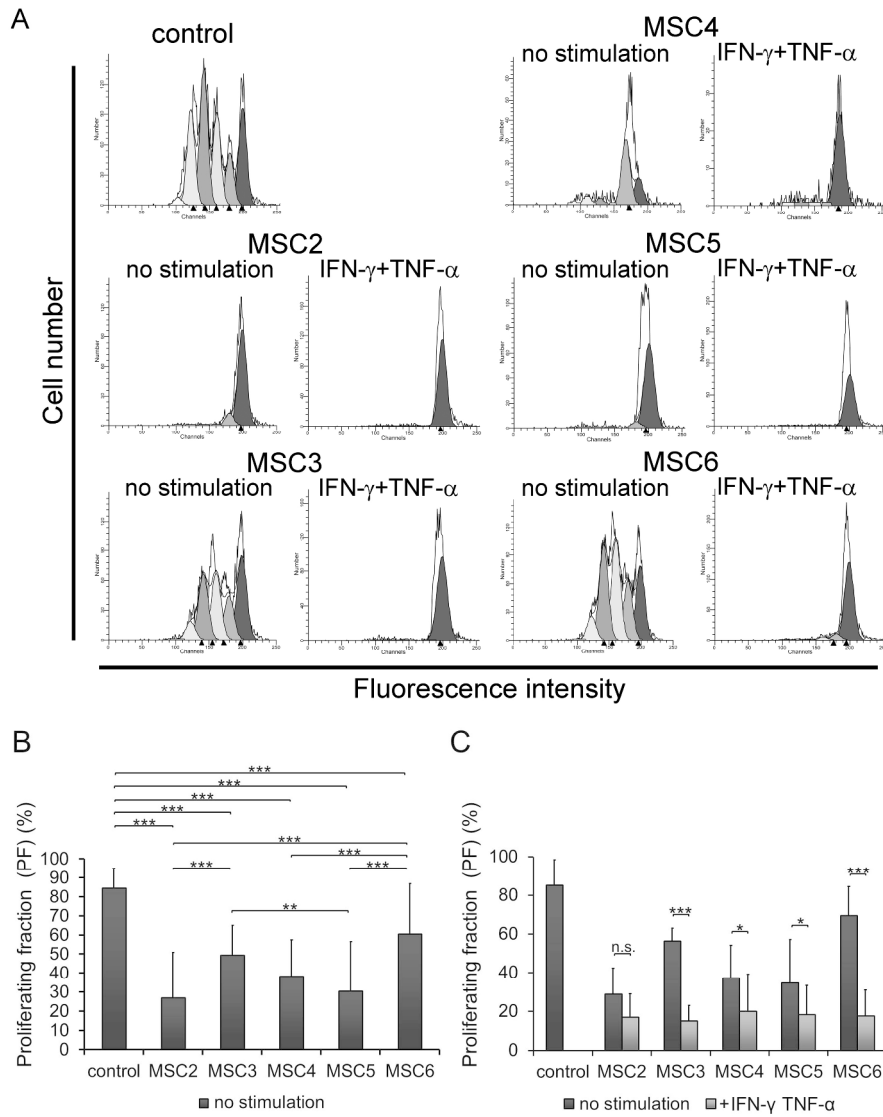 A
control
MSC4
no stimulation
IFN-γ+TNF-α
MSC2
no stimulation
IFN-γ+TNF-α
MSC5
no stimulation
IFN-γ+TNF-α
MSC3
no stimulation
IFN-γ+TNF-α
MSC6
no stimulation
IFN-γ+TNF-α
Cell number
Number
Channels
Fluorescence intensity
B
***
***
***
***
***
***
***
***
***
**
Proliferating fraction (PF) (%)
100
90
80
70
60
50
40
30
20
10
0
control MSC2 MSC3 MSC4 MSC5 MSC6
no stimulation
C
Proliferating fraction (PF) (%)
100
80
60
40
20
0
n.s.
***
*
*
***
control MSC2 MSC3 MSC4 MSC5 MSC6
no stimulation +IFN-γ TNF-α